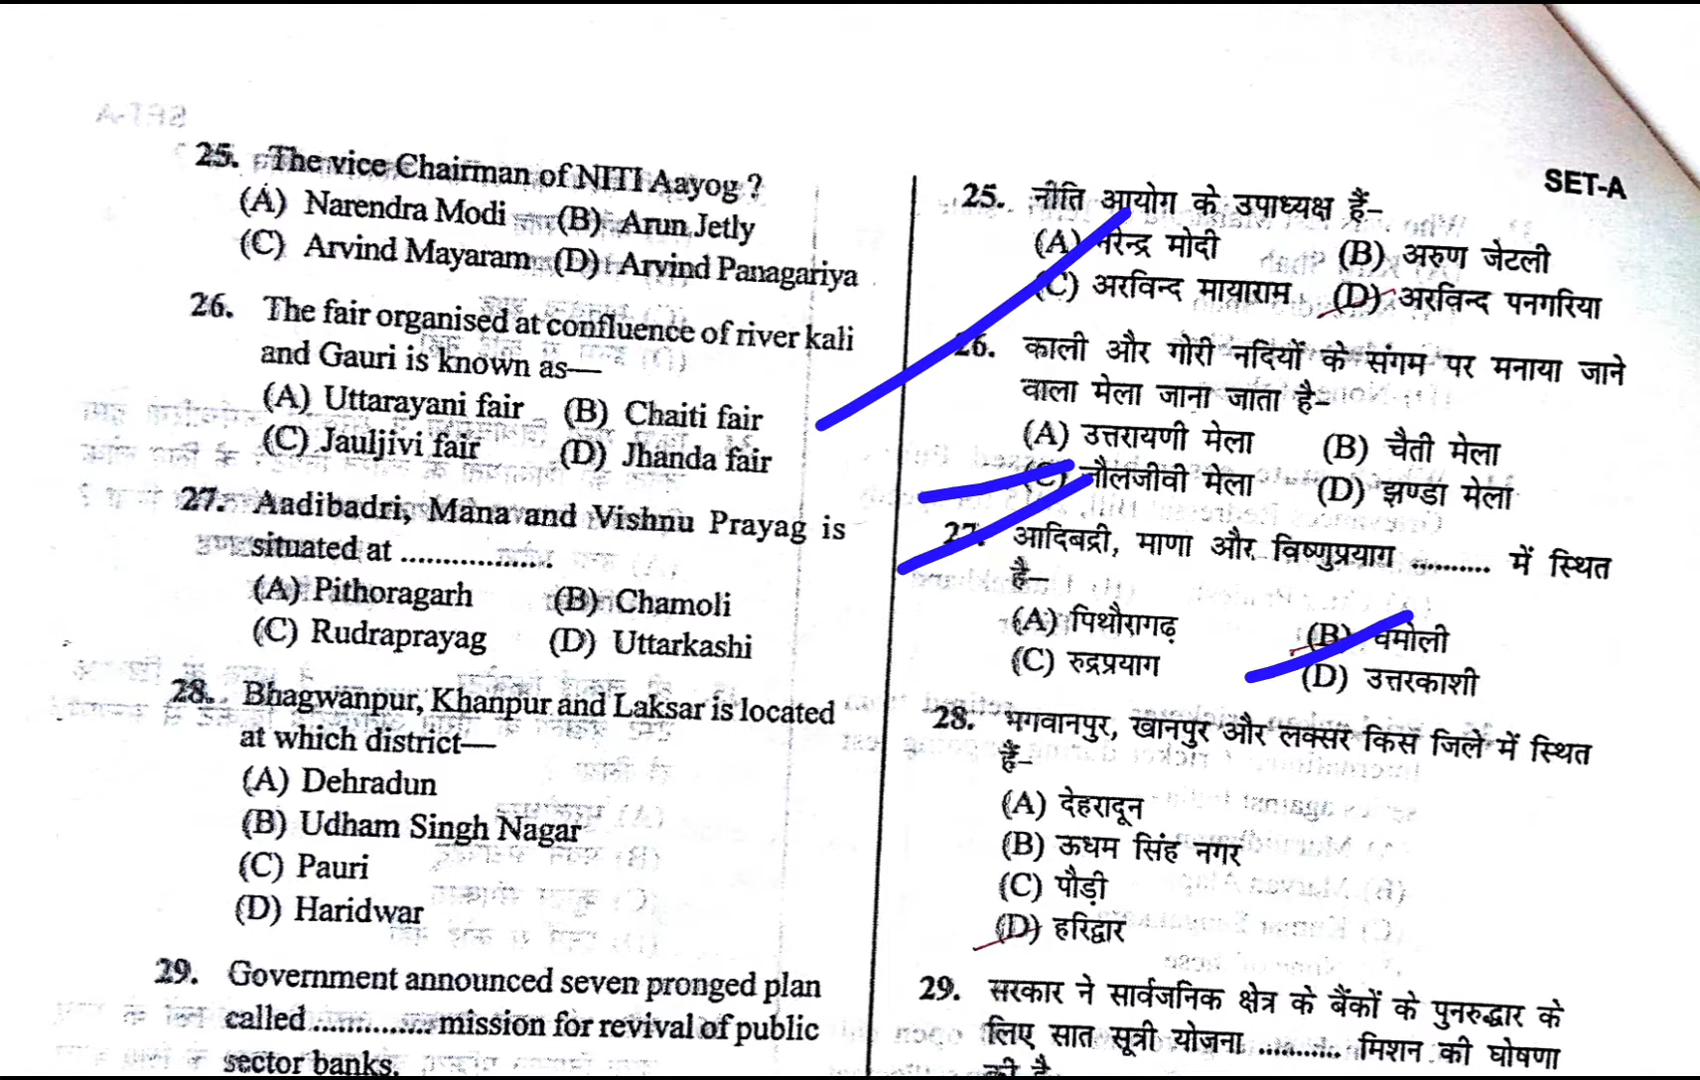 SET-A
25. The vice Chairman of NITI Aayog ?
(A) Narendra Modi (B) Arun Jetly
(C) Arvind Mayaram (D) Arvind Panagariya
26. The fair organised at confluence of river kali
and Gauri is known as—
(A) Uttarayani fair (B) Chaiti fair
(C) Jauljivi fair (D) Jhanda fair
27. Aadibadri, Mana and Vishnu Prayag is
situated at ..................
(A) Pithoragarh (B) Chamoli
(C) Rudraprayag (D) Uttarkashi
28. Bhagwanpur, Khanpur and Laksar is located
at which district—
(A) Dehradun
(B) Udham Singh Nagar
(C) Pauri
(D) Haridwar
29. Government announced seven pronged plan
called .............. mission for revival of public
sector banks.
25. नीति आयोग के उपाध्यक्ष हैं–
(A) नरेन्द्र मोदी (B) अरुण जेटली
(C) अरविन्द मायाराम (D) अरविन्द पनगरिया
26. काली और गोरी नदियों के संगम पर मनाया जाने
वाला मेला जाना जाता है–
(A) उत्तरायणी मेला (B) चैती मेला
(C) जौलजीवी मेला (D) झण्डा मेला
27. आदिबद्री, माणा और विष्णुप्रयाग .......... में स्थित
है–
(A) पिथौरागढ़ (B) चमोली
(C) रुद्रप्रयाग (D) उत्तरकाशी
28. भगवानपुर, खानपुर और लक्सर किस जिले में स्थित
हैं–
(A) देहरादून
(B) ऊधम सिंह नगर
(C) पौड़ी
(D) हरिद्वार
29. सरकार ने सार्वजनिक क्षेत्र के बैंकों के पुनरुद्धार के
लिए सात सूत्री योजना ........... मिशन की घोषणा
की है